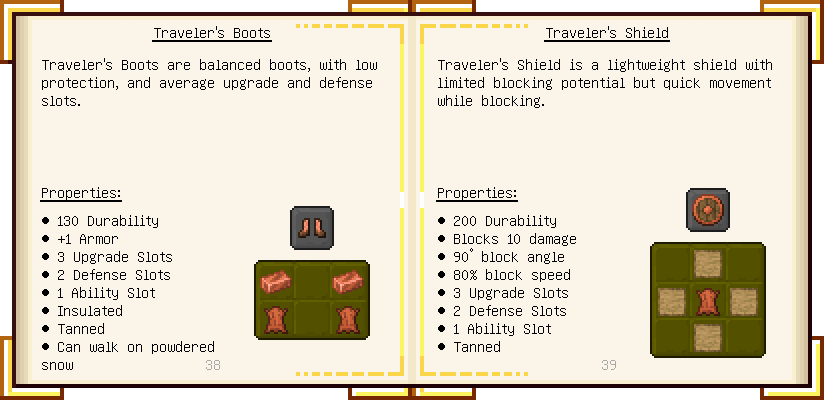 Traveler's Boots
Traveler's Boots are balanced boots, with low
protection, and average upgrade and defense
slots.
Properties:
● 130 Durability
● +1 Armor
● 3 Upgrade Slots
● 2 Defense Slots
● 1 Ability Slot
● Insulated
● Tanned
● Can walk on powdered
snow
38
Traveler's Shield
Traveler's Shield is a lightweight shield with
limited blocking potential but quick movement
while blocking.
Properties:
● 200 Durability
● Blocks 10 damage
● 90° block angle
● 80% block speed
● 3 Upgrade Slots
● 2 Defense Slots
● 1 Ability Slot
● Tanned
39